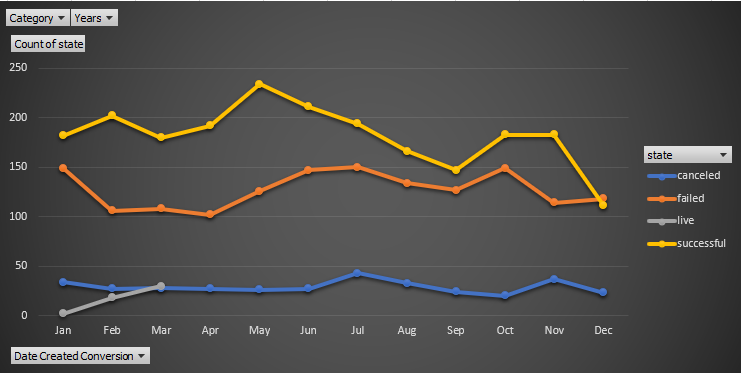 Category Years
Count of state
250
200
150
100
50
0
Jan Feb Mar Apr May Jun Jul Aug Sep Oct Nov Dec
state
canceled
failed
live
successful
Date Created Conversion